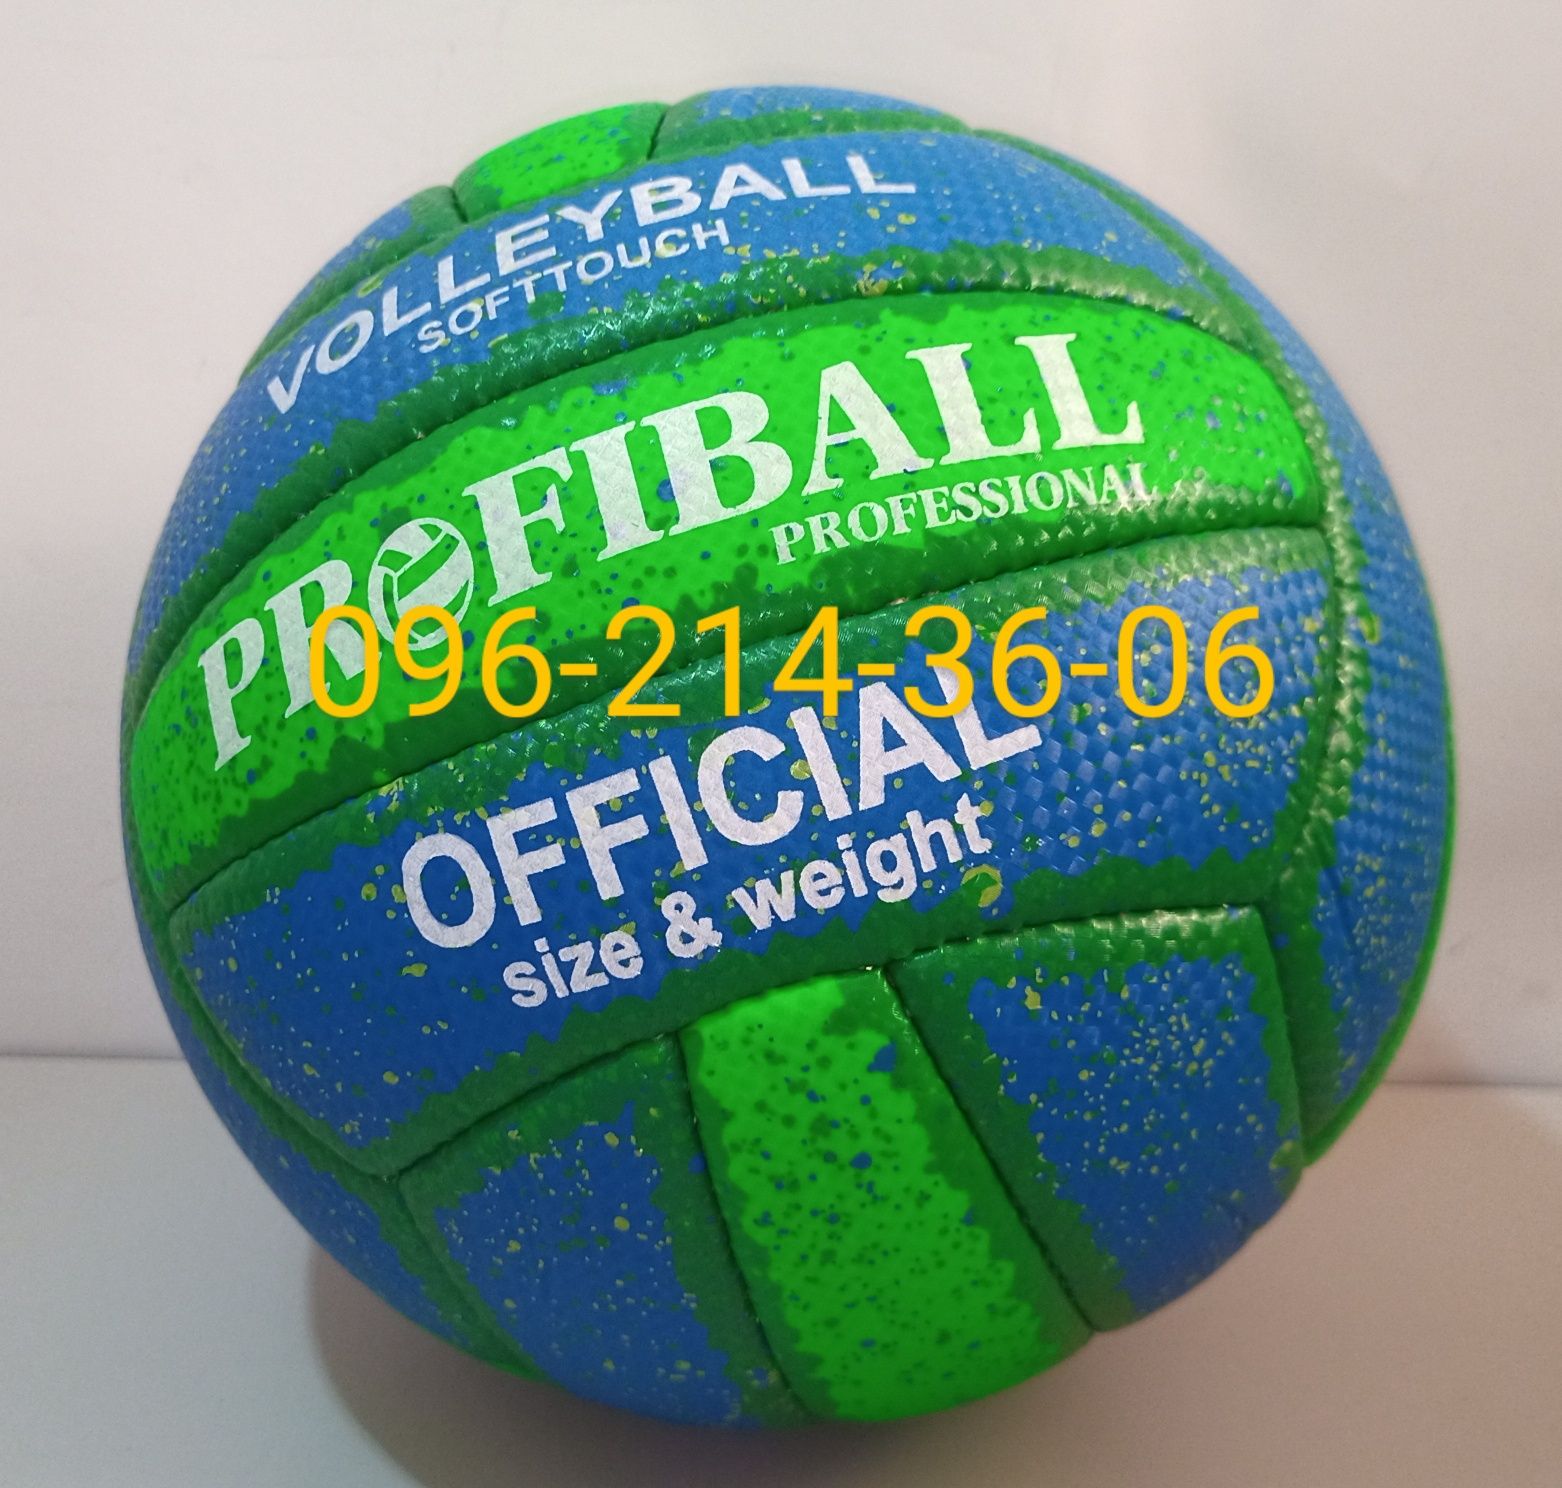 VOLLEYBALL
SOFTTOUCH
PROFIBALL
PROFESSIONAL
096-214-36-06
OFFICIAL
size & weight